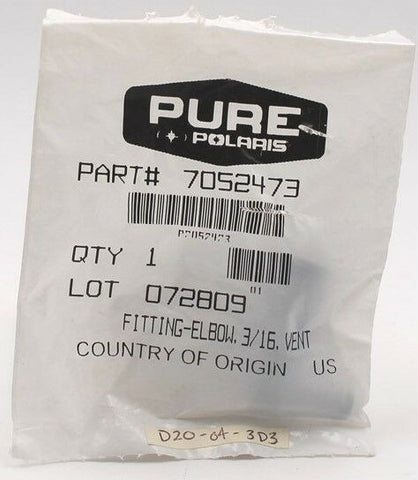 PURE
POLARIS
PART# 7052473
QTY 1
01
LOT 072809
FITTING-ELBOW, 3/16, VENT
COUNTRY OF ORIGIN US
D20-04-3D3